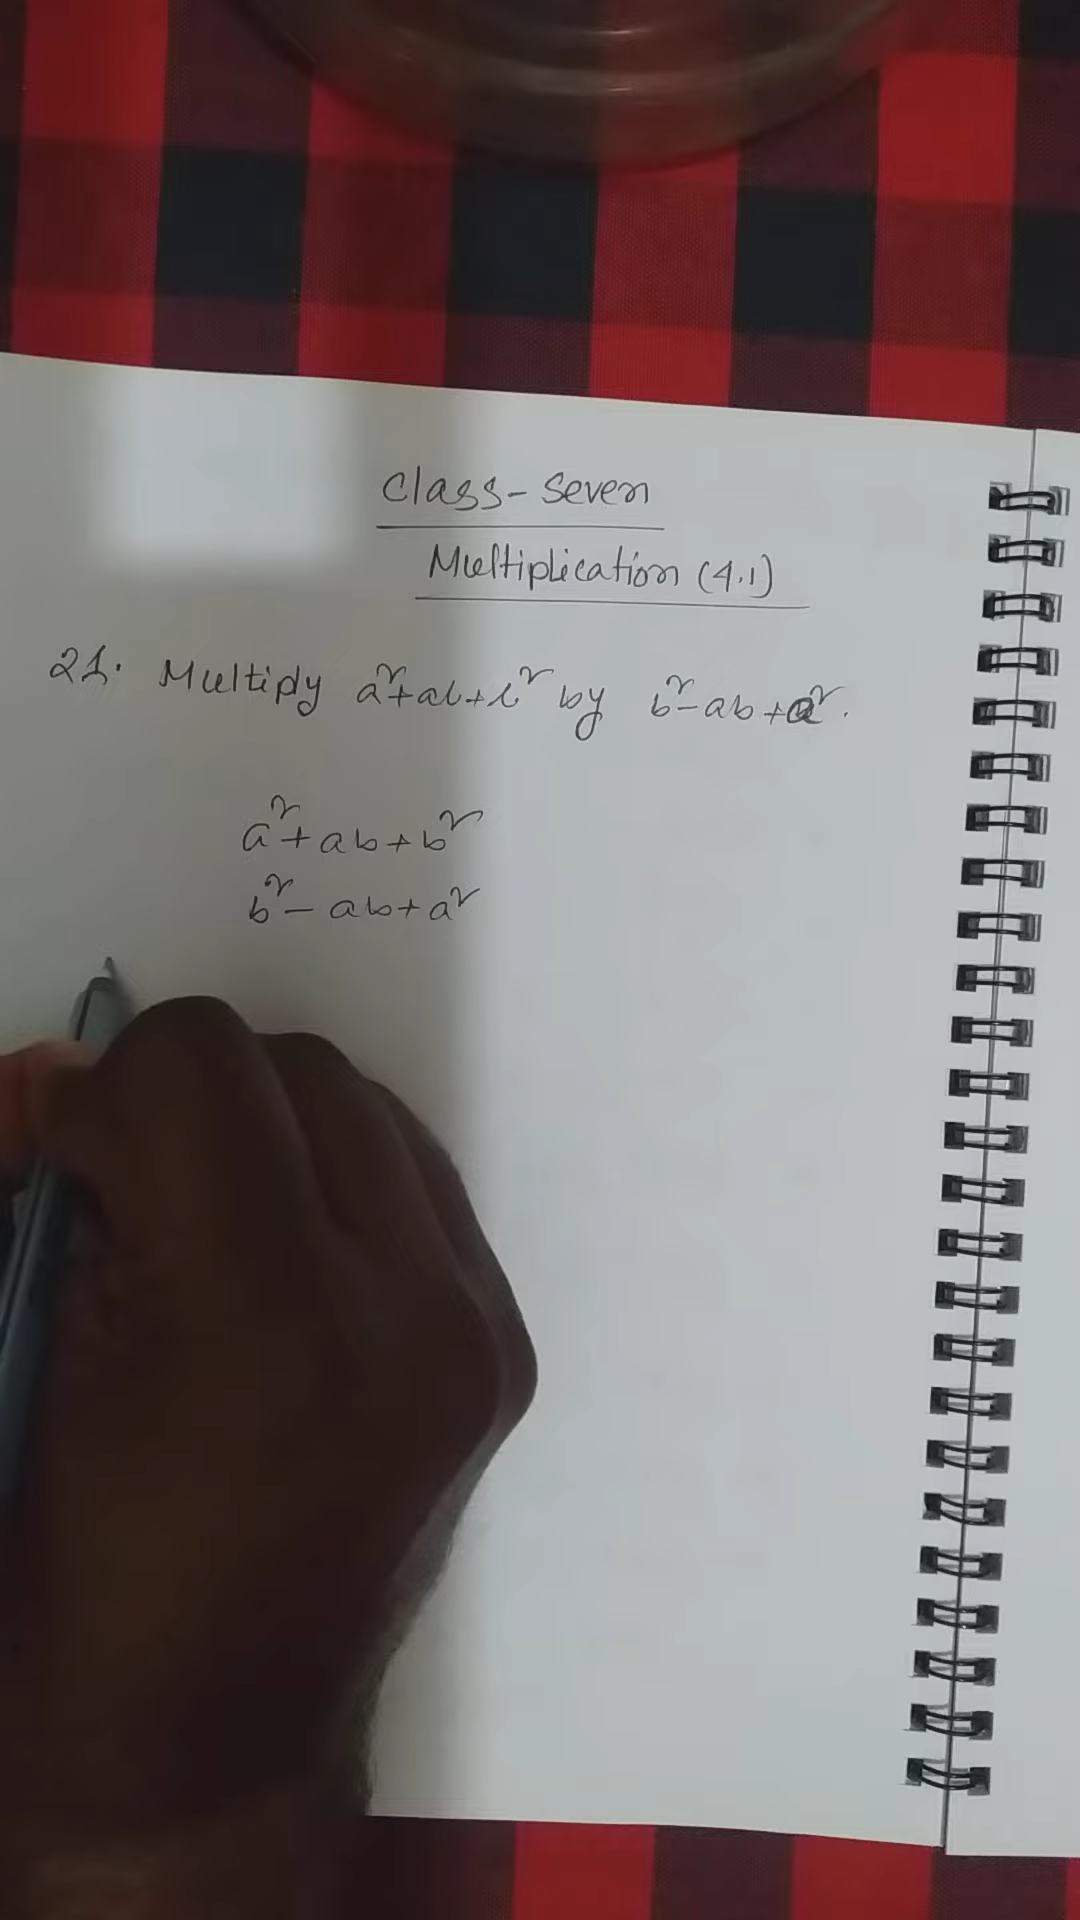 Class-Seven
Multiplication (4.1)
21. Multiply a²+ab+b² by b²-ab+a².
a²+ab+b²
b²-ab+a²